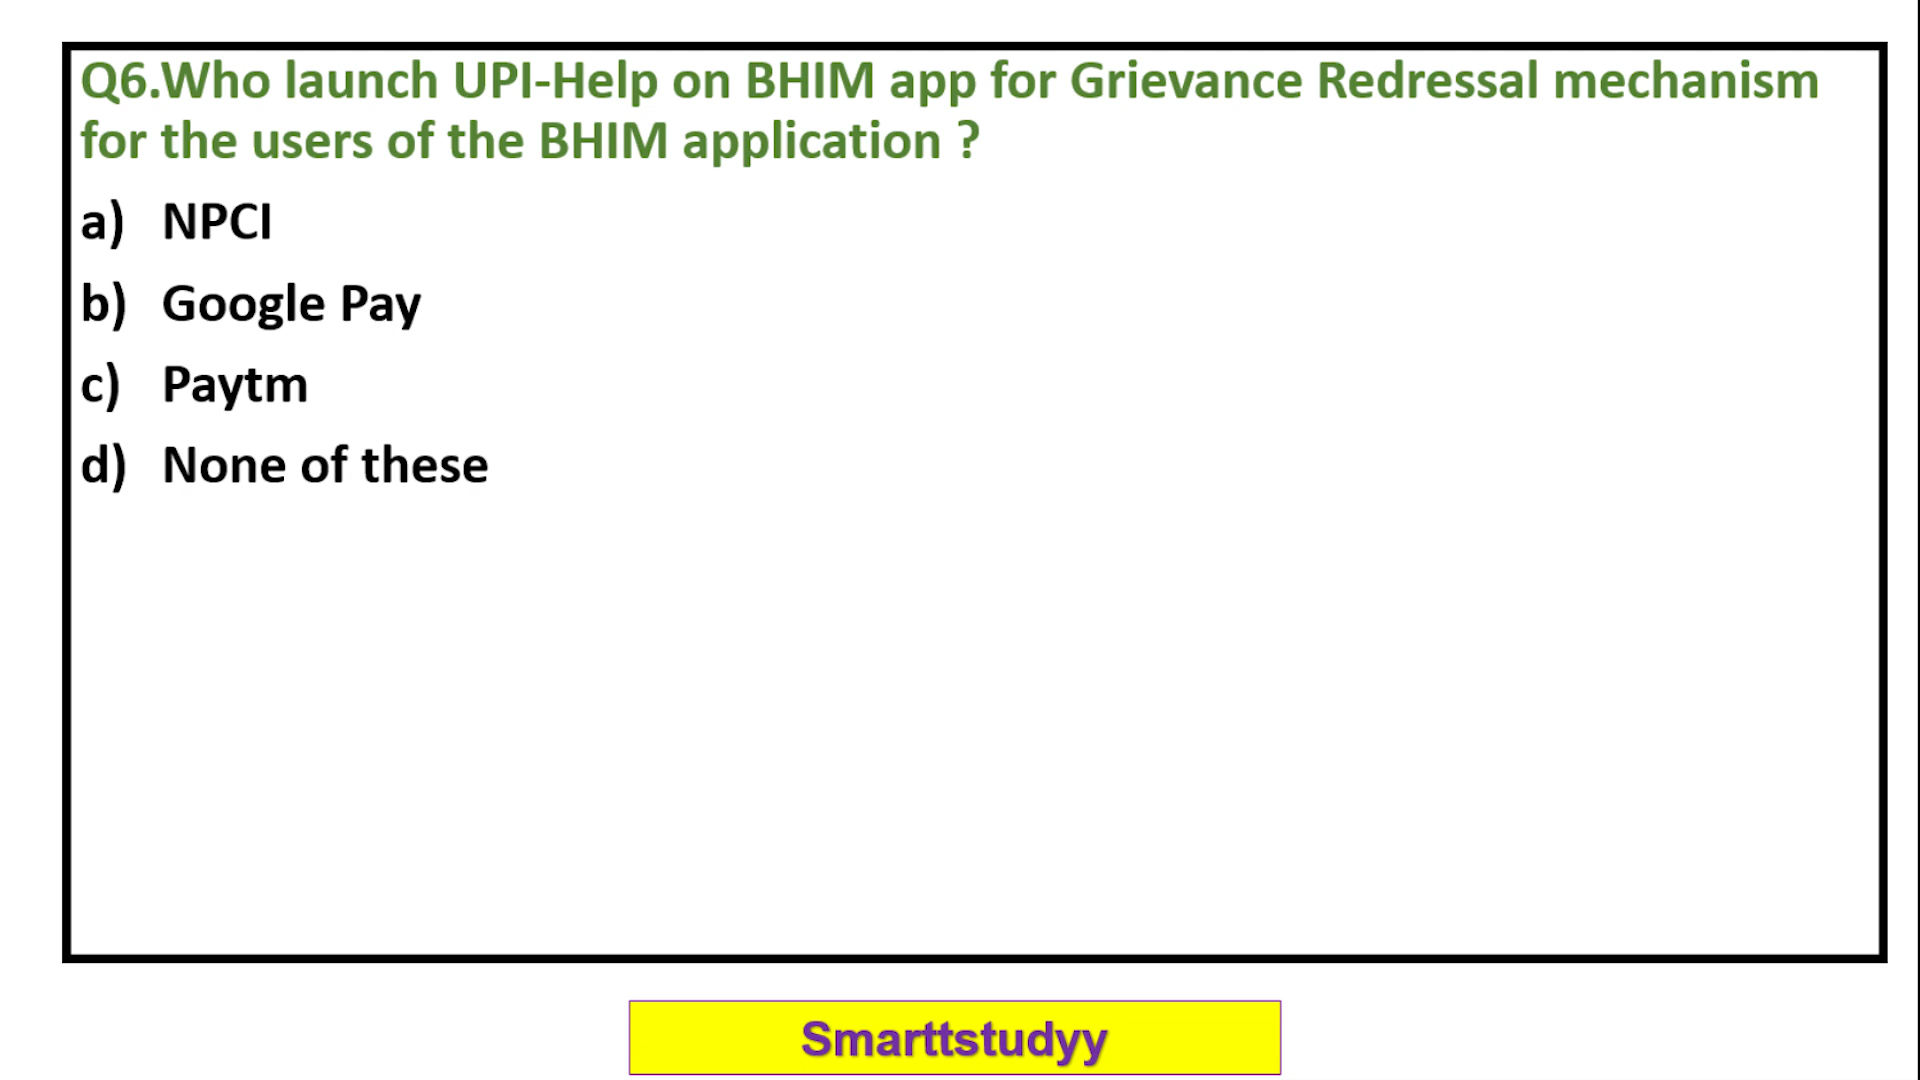 Q6.Who launch UPI-Help on BHIM app for Grievance Redressal mechanism
for the users of the BHIM application ?
a) NPCI
b) Google Pay
c) Paytm
d) None of these
Smarttstudyy